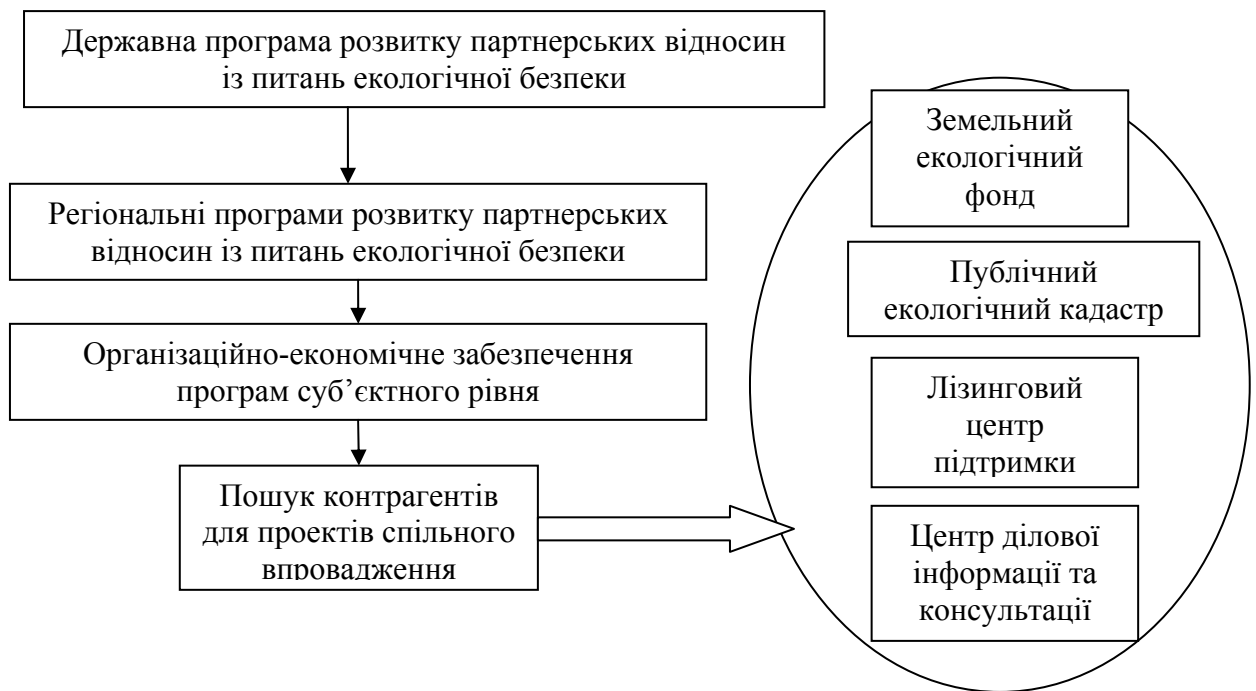 Державна програма розвитку партнерських відносин
із питань екологічної безпеки
Регіональні програми розвитку партнерських
відносин із питань екологічної безпеки
Організаційно-економічне забезпечення
програм суб’єктного рівня
Пошук контрагентів
для проектів спільного
впровадження
Земельний
екологічний
фонд
Публічний
екологічний кадастр
Лізинговий
центр
підтримки
Центр ділової
інформації та
консультації